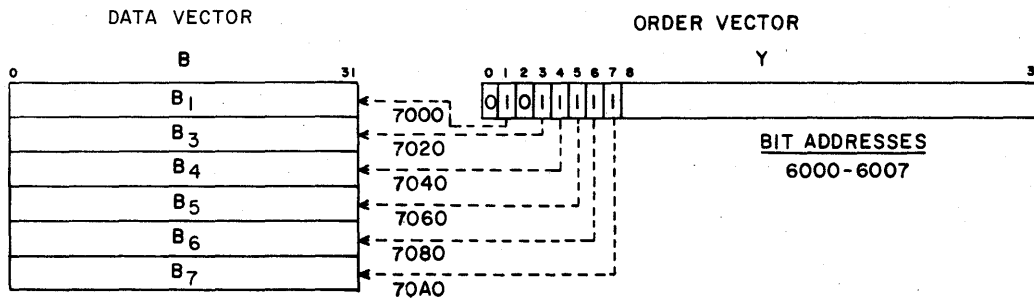 DATA VECTOR
ORDER VECTOR
B
Y
0 31
0 1 2 3 4 5 6 7 8 3
0 1 0 1 1 1 1 1
B1
7000
B3
7020
BIT ADDRESSES
6000-6007
B4
7040
B5
7060
B6
7080
B7
70A0